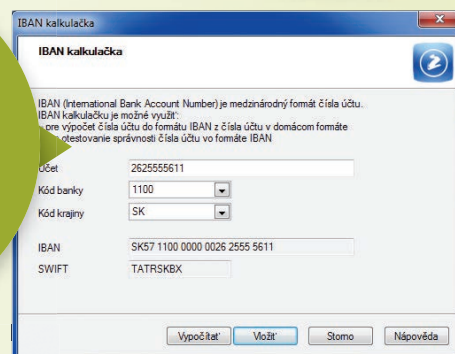 IBAN kalkulačka
IBAN kalkulačka
IBAN (International Bank Account Number) je medzinárodný formát čísla účtu.
IBAN kalkulačku je možné využiť:
- pre výpočet čísla účtu do formátu IBAN z čísla účtu v domácom formáte
otestovanie správnosti čísla účtu vo formáte IBAN
Účet 2625555611
Kód banky 1100
Kód krajiny SK
IBAN SK57 1100 0000 0026 2555 5611
SWIFT TATRSKBX
Vypočítať Vložiť Storno Nápověda